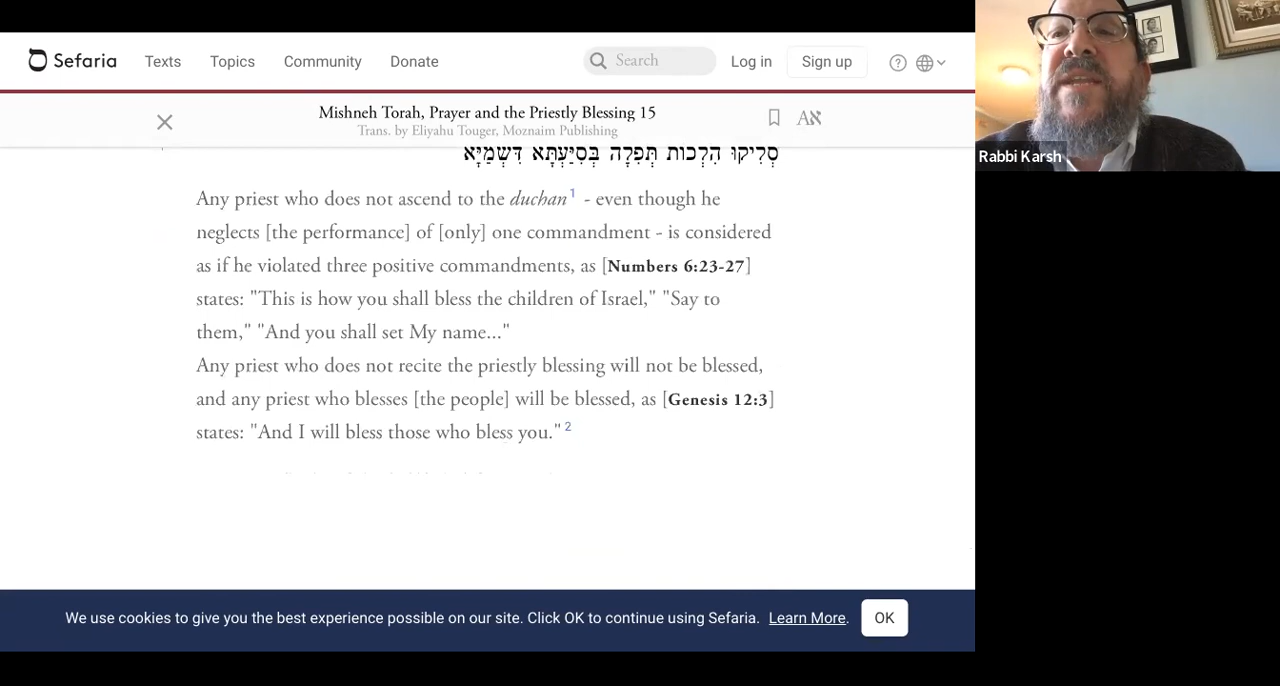 Sefaria Texts Topics Community Donate Search Log in Sign up
Mishneh Torah, Prayer and the Priestly Blessing 15
Trans. by Eliyahu Touger, Moznaim Publishing
Aא
סְלִיקוּ הִלְכוֹת תְּפִלָּה בְּסִיַּעְתָּא דִּשְׁמַיָּא
Any priest who does not ascend to the duchan1 - even though he
neglects [the performance] of [only] one commandment - is considered
as if he violated three positive commandments, as [Numbers 6:23-27]
states: "This is how you shall bless the children of Israel," "Say to
them," "And you shall set My name..."
Any priest who does not recite the priestly blessing will not be blessed,
and any priest who blesses [the people] will be blessed, as [Genesis 12:3]
states: "And I will bless those who bless you."2
We use cookies to give you the best experience possible on our site. Click OK to continue using Sefaria. Learn More. OK
Rabbi Karsh